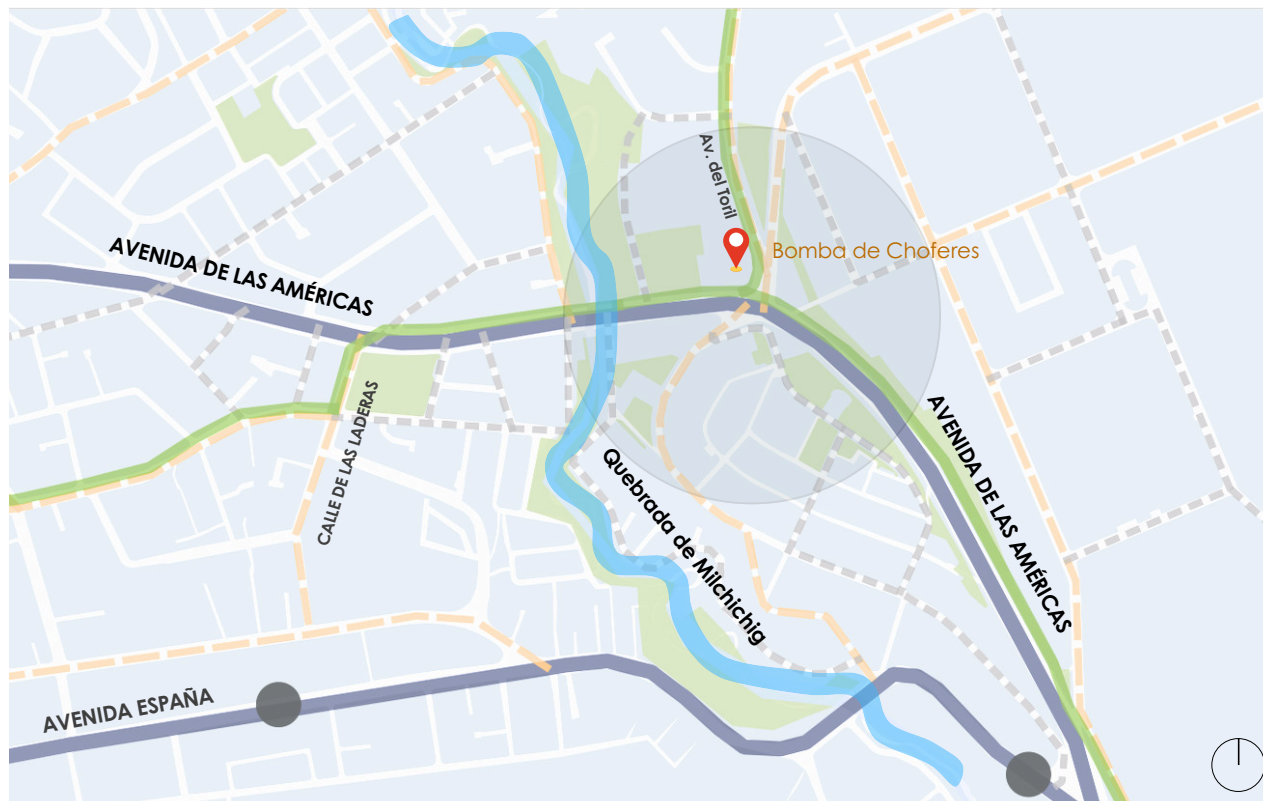 Av. del Toril
Bomba de Choferes
AVENIDA DE LAS AMÉRICAS
CALLE DE LAS LADERAS
AVENIDA DE LAS AMÉRICAS
Quebrada de Milchichig
AVENIDA ESPAÑA